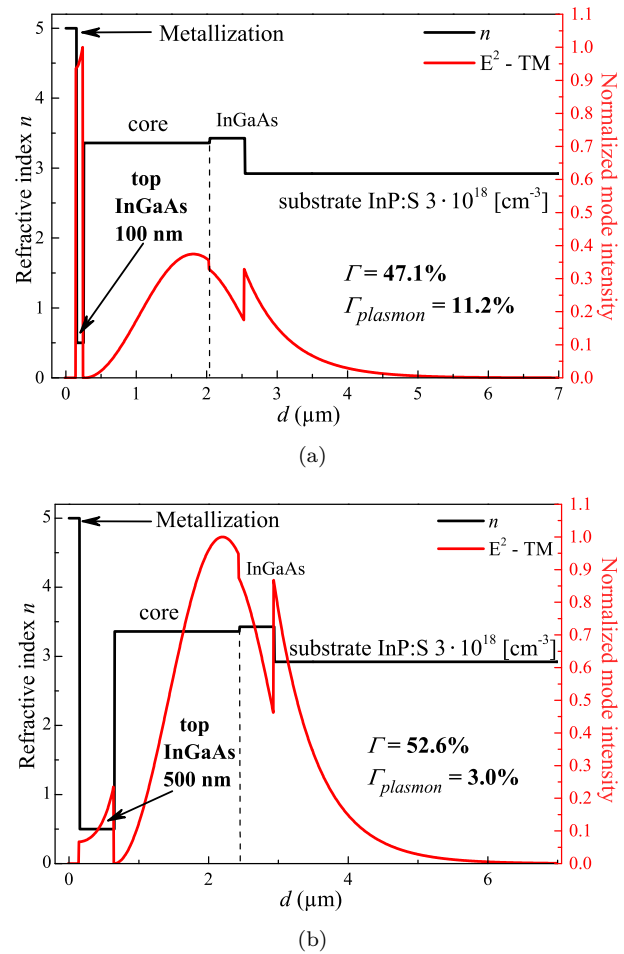 Metallization
n
E² - TM
core
InGaAs
top
InGaAs
100 nm
substrate InP:S 3 · 10¹⁸ [cm⁻³]
Γ = 47.1%
Γplasmon = 11.2%
Refractive index n
5
4
3
2
1
0
Normalized mode intensity
1.1
1.0
0.9
0.8
0.7
0.6
0.5
0.4
0.3
0.2
0.1
0.0
0 1 2 3 4 5 6 7
d (µm)
(a)
Metallization
n
E² - TM
core
InGaAs
substrate InP:S 3 · 10¹⁸ [cm⁻³]
top
InGaAs
500 nm
Γ = 52.6%
Γplasmon = 3.0%
Refractive index n
5
4
3
2
1
0
Normalized mode intensity
1.1
1.0
0.9
0.8
0.7
0.6
0.5
0.4
0.3
0.2
0.1
0.0
0 2 4 6
d (µm)
(b)